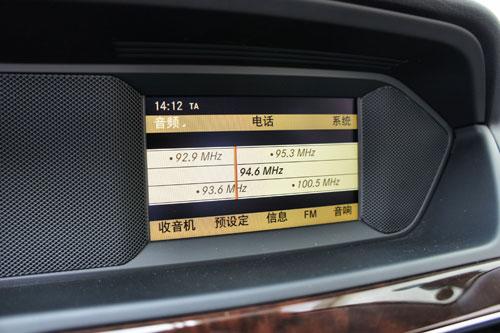 14:12 TA
音频 电话 系统
92.9 MHz 95.3 MHz
94.6 MHz
93.6 MHz 100.5 MHz
收音机 预设定 信息 FM 音响